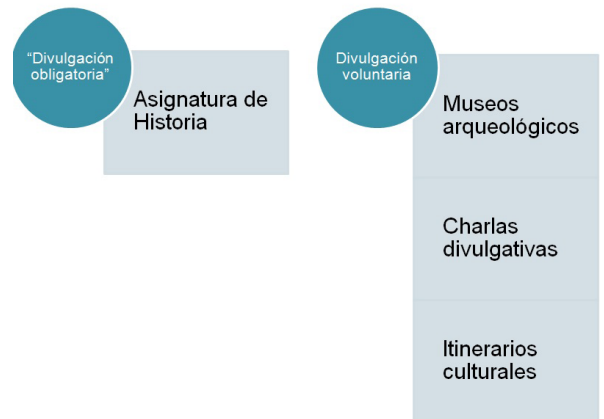 “Divulgación
obligatoria”
Asignatura de
Historia
Divulgación
voluntaria
Museos
arqueológicos
Charlas
divulgativas
Itinerarios
culturales